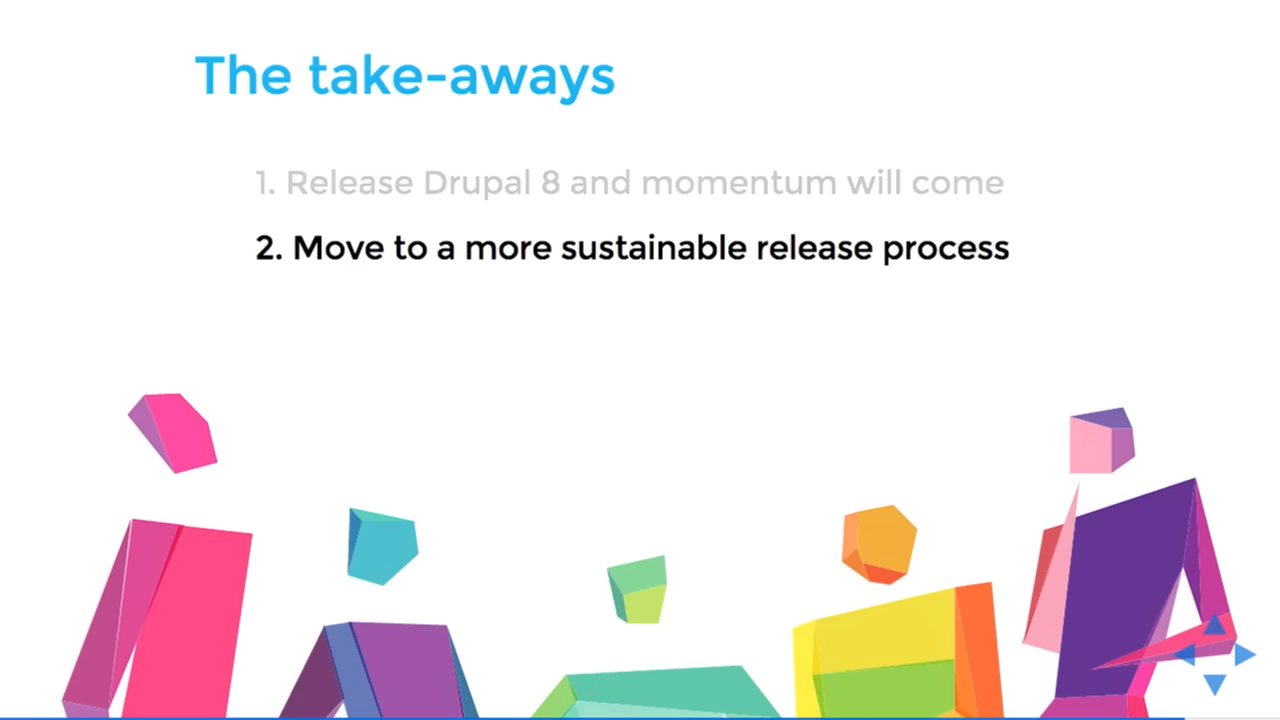 The take-aways
1. Release Drupal 8 and momentum will come
2. Move to a more sustainable release process